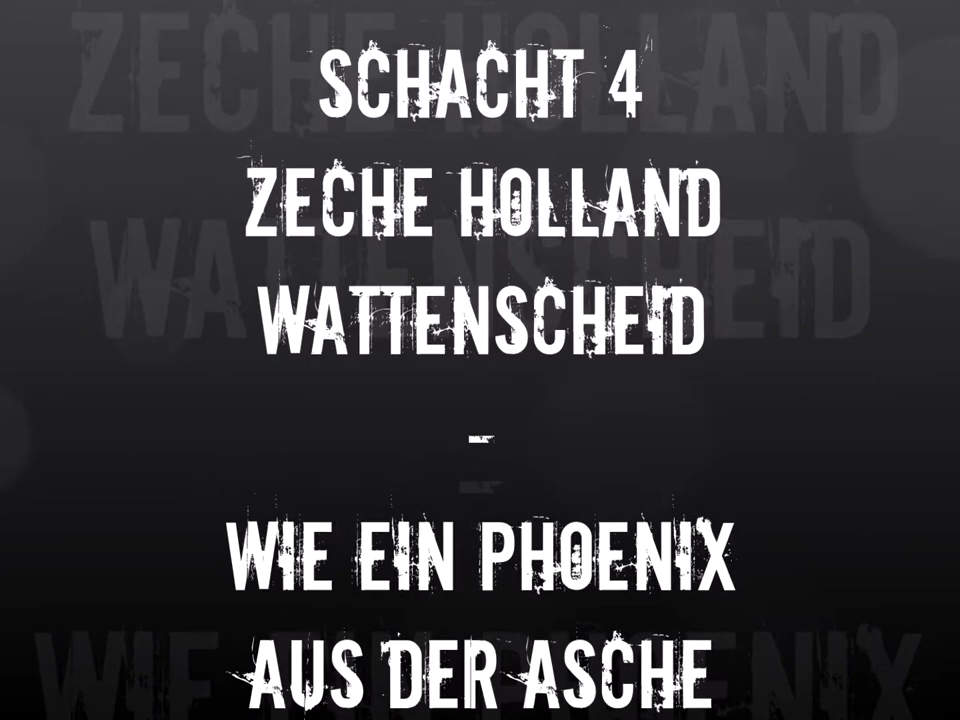 SCHACHT 4
ZECHE HOLLAND
WATTENSCHEID
-
WIE EIN PHOENIX
AUS DER ASCHE